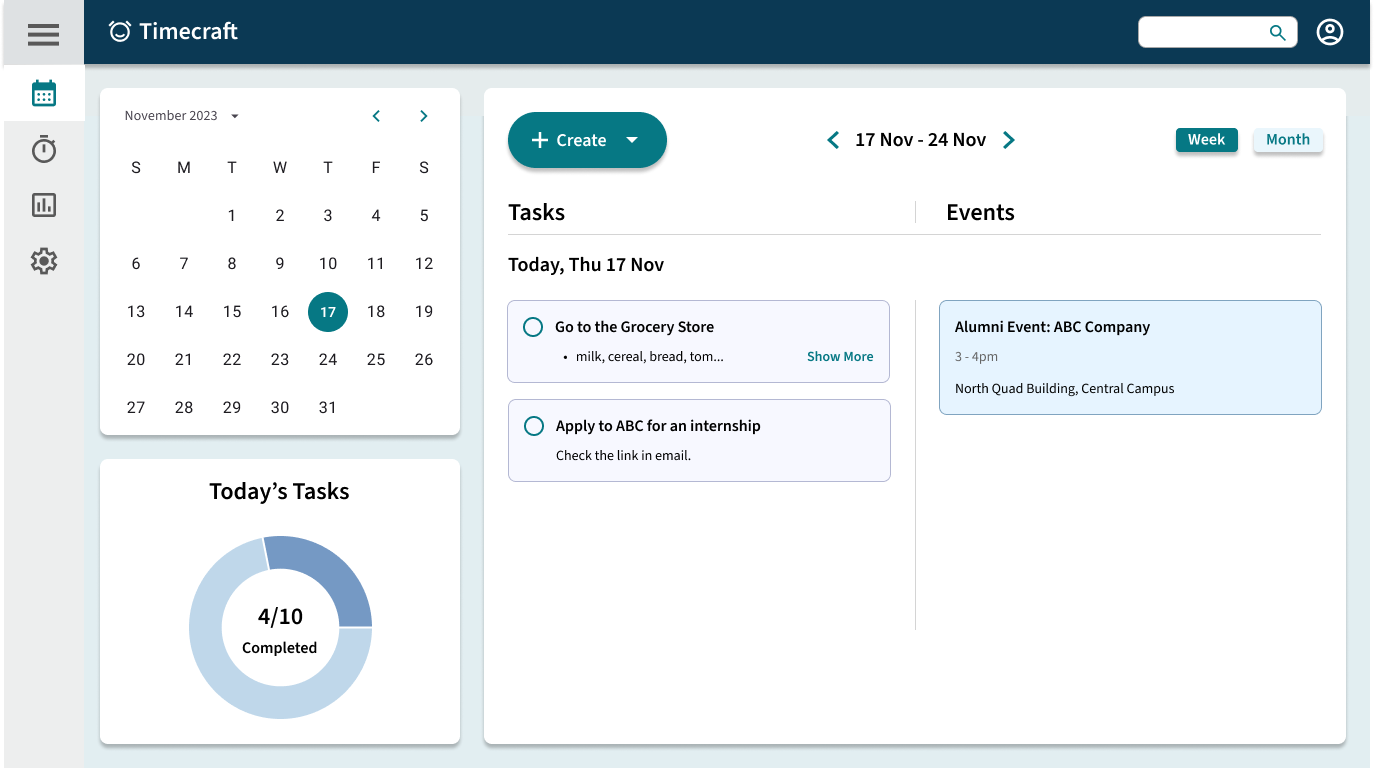 Timecraft
November 2023
S M T W T F S
1 2 3 4 5
6 7 8 9 10 11 12
13 14 15 16 17 18 19
20 21 22 23 24 25 26
27 28 29 30 31
Today’s Tasks
4/10
Completed
Create
17 Nov - 24 Nov
Week
Month
Tasks
Events
Today, Thu 17 Nov
Go to the Grocery Store
• milk, cereal, bread, tom...
Show More
Apply to ABC for an internship
Check the link in email.
Alumni Event: ABC Company
3 - 4pm
North Quad Building, Central Campus